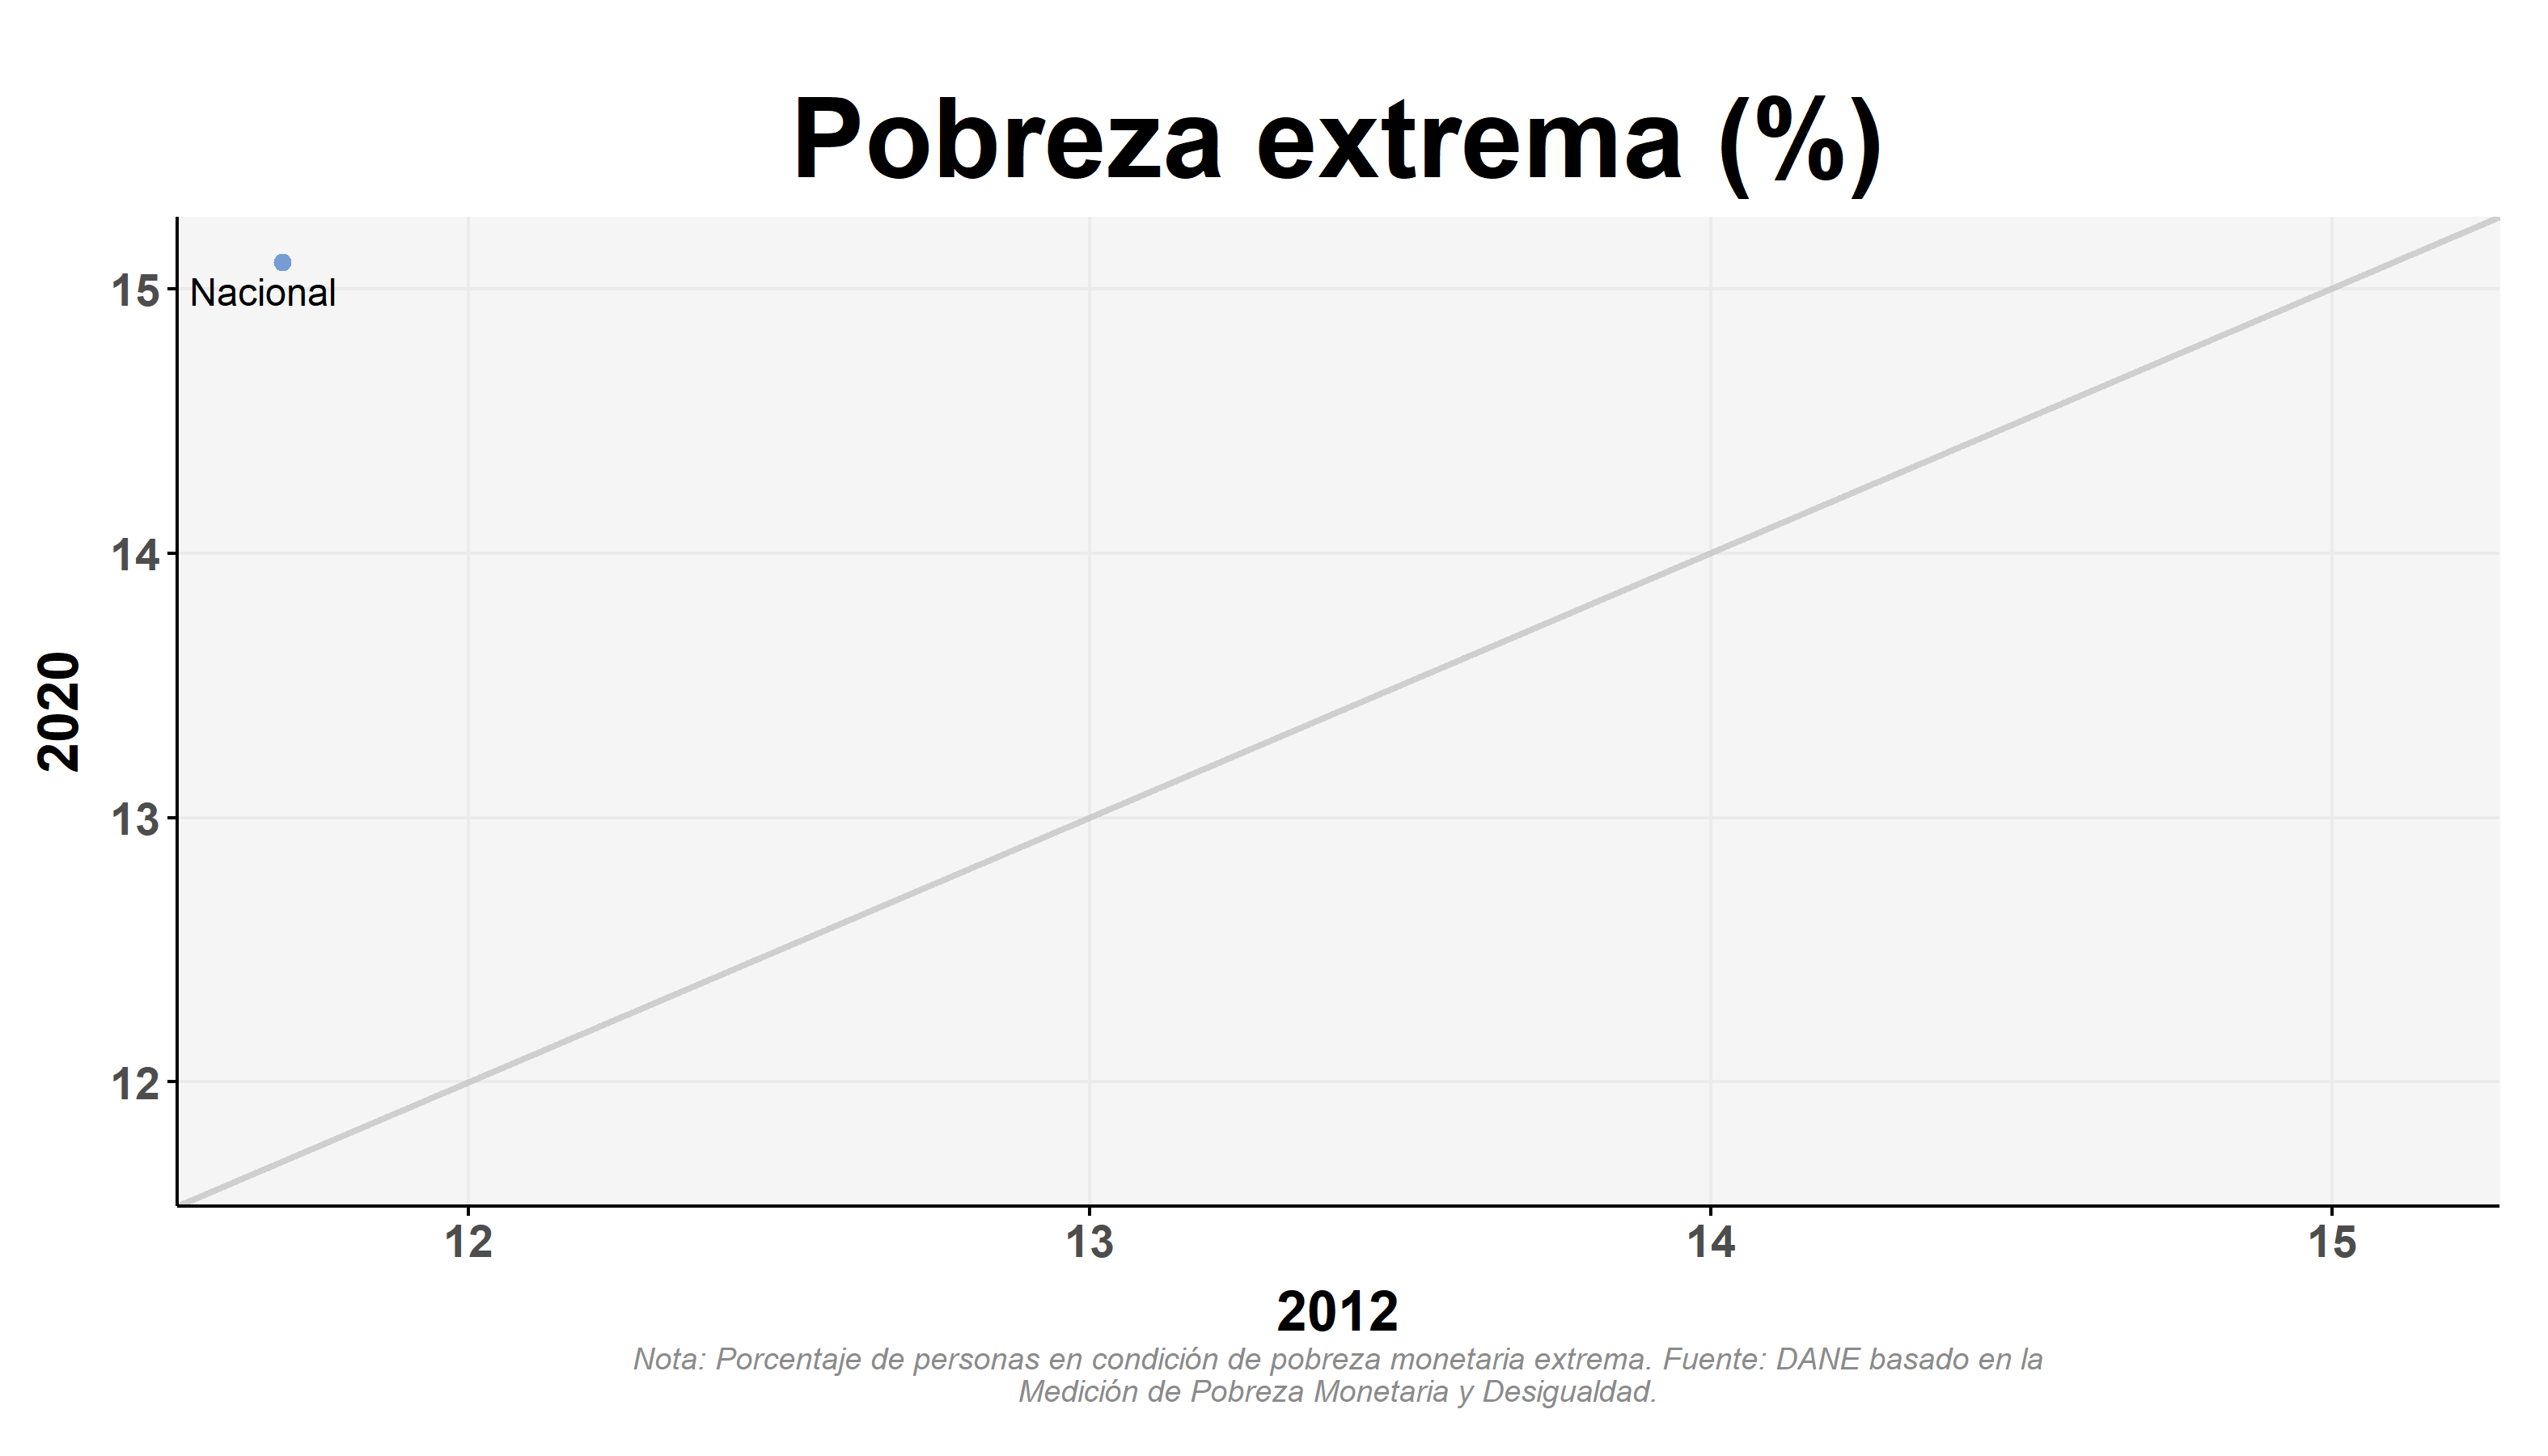 Pobreza extrema (%)
Nacional
15
14
13
12
2020
12
13
14
15
2012
Nota: Porcentaje de personas en condición de pobreza monetaria extrema. Fuente: DANE basado en la
Medición de Pobreza Monetaria y Desigualdad.